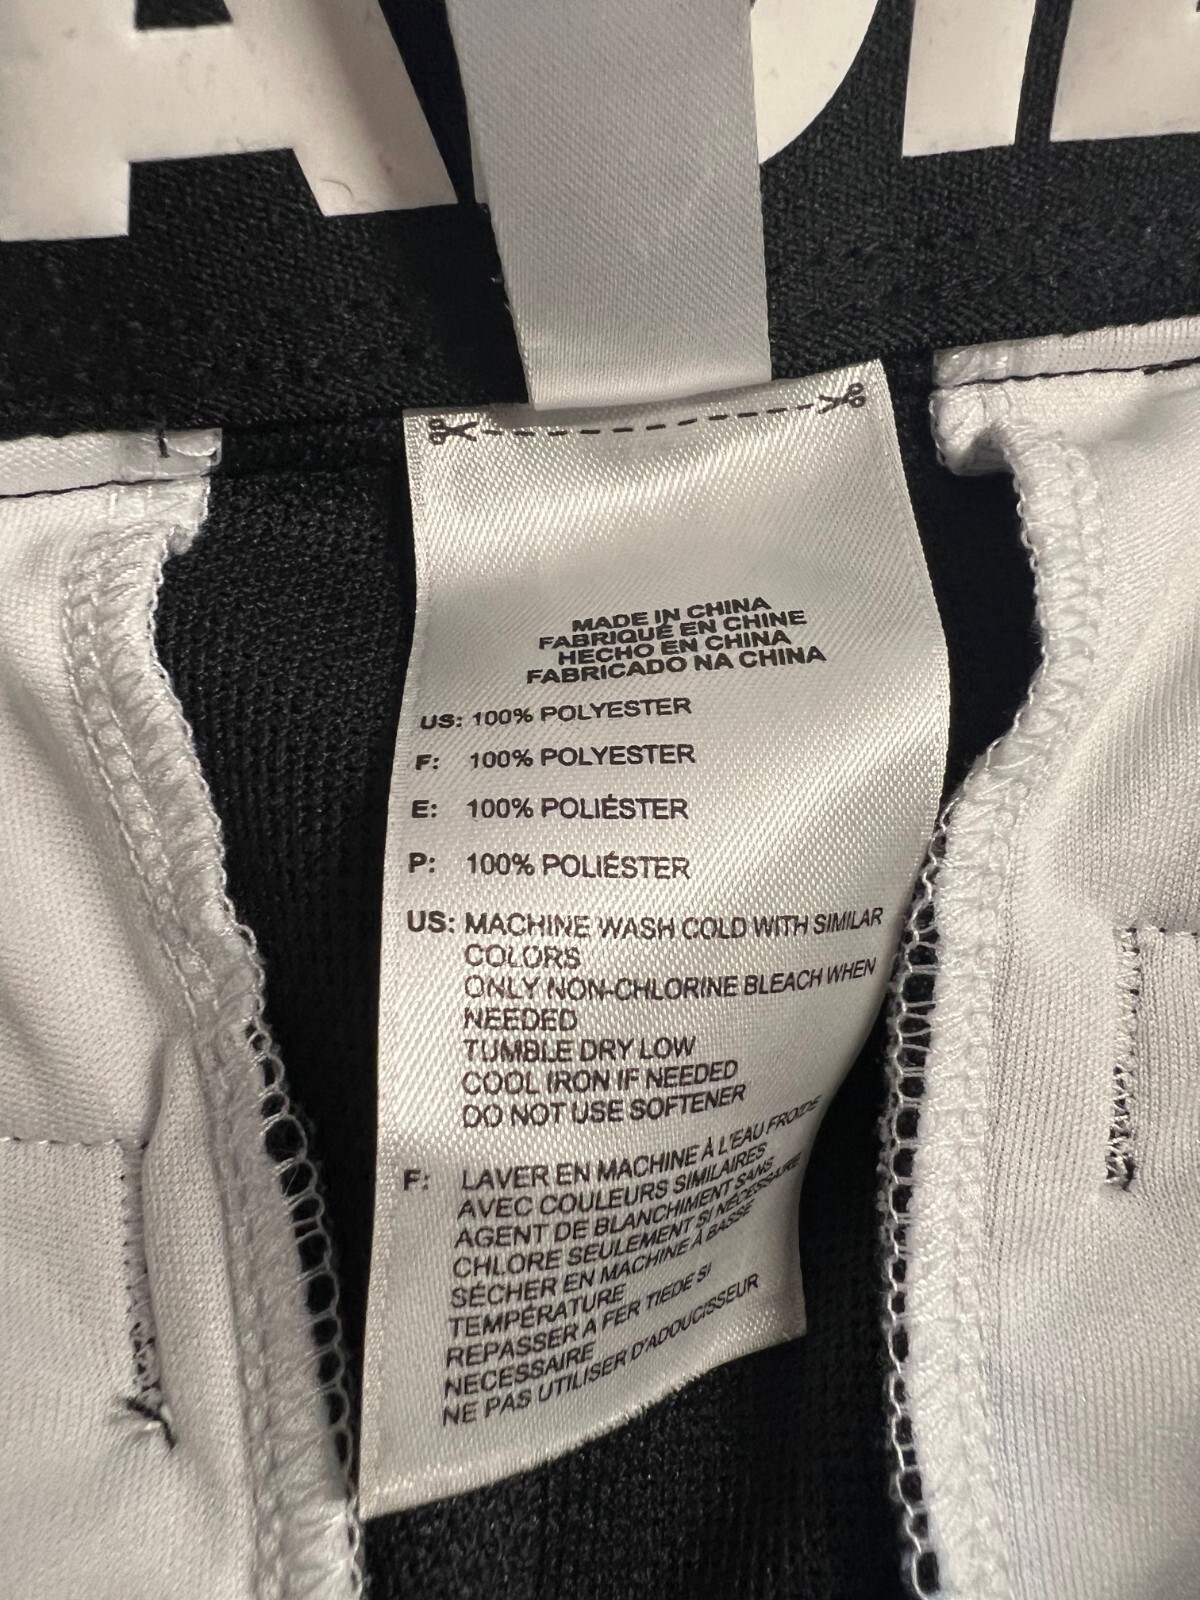 MADE IN CHINA
FABRIQUÉ EN CHINE
HECHO EN CHINA
FABRICADO NA CHINA
US: 100% POLYESTER
F: 100% POLYESTER
E: 100% POLIÉSTER
P: 100% POLIÉSTER
US: MACHINE WASH COLD WITH SIMILAR
COLORS
ONLY NON-CHLORINE BLEACH WHEN
NEEDED
TUMBLE DRY LOW
COOL IRON IF NEEDED
DO NOT USE SOFTENER
F: LAVER EN MACHINE À L'EAU FROIDE
AVEC COULEURS SIMILAIRES
AGENT DE BLANCHIMENT SANS
CHLORE SEULEMENT SI NÉCESSAIRE
SÉCHER EN MACHINE À BASSE
TEMPÉRATURE
REPASSER A FER TIEDE SI
NECESSAIRE
NE PAS UTILISER D'ADOUCISSEUR